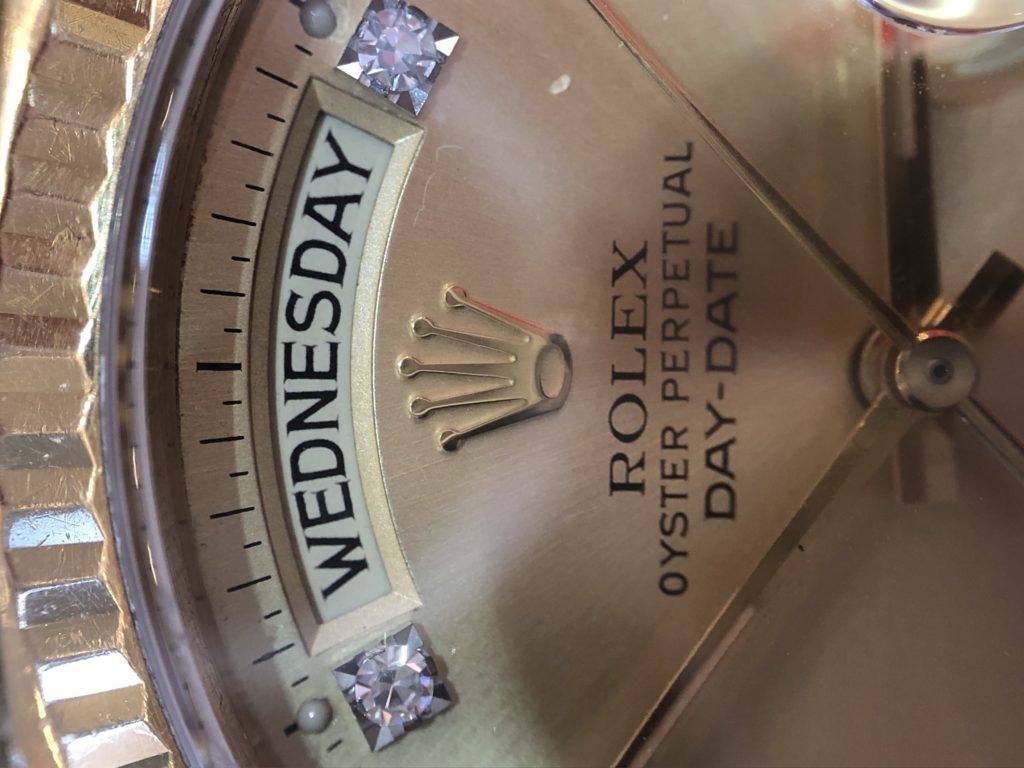 WEDNESDAY
ROLEX
OYSTER PERPETUAL
DAY-DATE